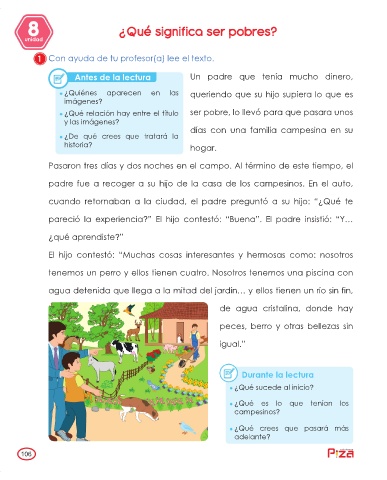 8
unidad
¿Qué significa ser pobres?
1 Con ayuda de tu profesor(a) lee el texto.
Antes de la lectura
• ¿Quiénes aparecen en las
imágenes?
• ¿Qué relación hay entre el título
y las imágenes?
• ¿De qué crees que tratará la
historia?
Un padre que tenía mucho dinero,
queriendo que su hijo supiera lo que es
ser pobre, lo llevó para que pasara unos
días con una familia campesina en su
hogar.
Pasaron tres días y dos noches en el campo. Al término de este tiempo, el
padre fue a recoger a su hijo de la casa de los campesinos. En el auto,
cuando retornaban a la ciudad, el padre preguntó a su hijo: “¿Qué te
pareció la experiencia?” El hijo contestó: “Buena”. El padre insistió: “Y…
¿qué aprendiste?”
El hijo contestó: “Muchas cosas interesantes y hermosas como: nosotros
tenemos un perro y ellos tienen cuatro. Nosotros tenemos una piscina con
agua detenida que llega a la mitad del jardín… y ellos tienen un río sin fin,
de agua cristalina, donde hay
peces, berro y otras bellezas sin
igual.”
Durante la lectura
• ¿Qué sucede al inicio?
• ¿Qué es lo que tenían los
campesinos?
• ¿Qué crees que pasará más
adelante?
106
Pizá